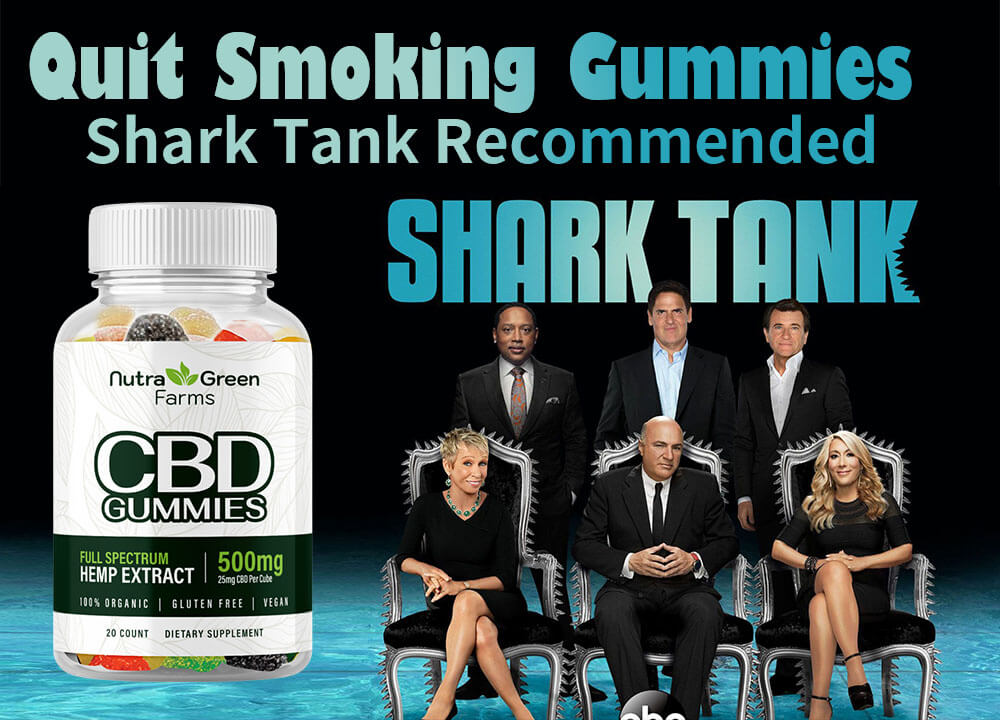 Quit Smoking Gummies
Shark Tank Recommended
SHARK TANK
Nutra Green
Farms
CBD
GUMMIES
FULL SPECTRUM
HEMP EXTRACT
500mg
25mg CBD Per Cube
100% ORGANIC | GLUTEN FREE | VEGAN
20 COUNT DIETARY SUPPLEMENT
abc